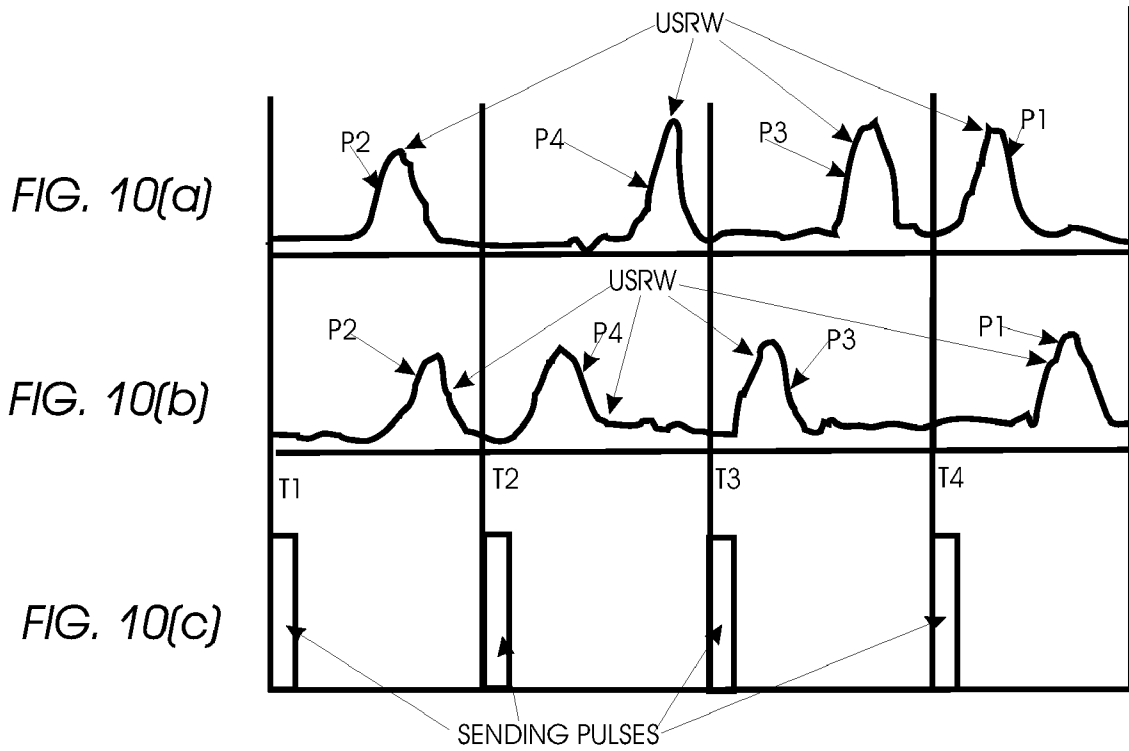 USRW
P2
P4
P3
P1
FIG. 10(a)
USRW
P2
P4
P3
P1
FIG. 10(b)
T1
T2
T3
T4
FIG. 10(c)
SENDING PULSES